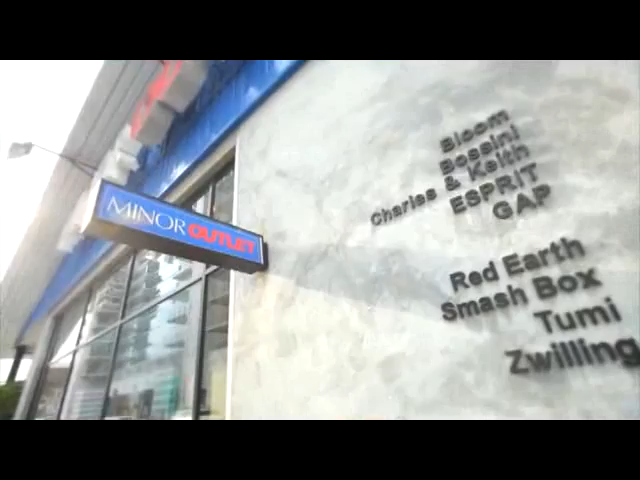 MINOR OUTLET
Bloom
Bossini
Charles & Keith
ESPRIT
GAP
Red Earth
Smash Box
Tumi
Zwilling